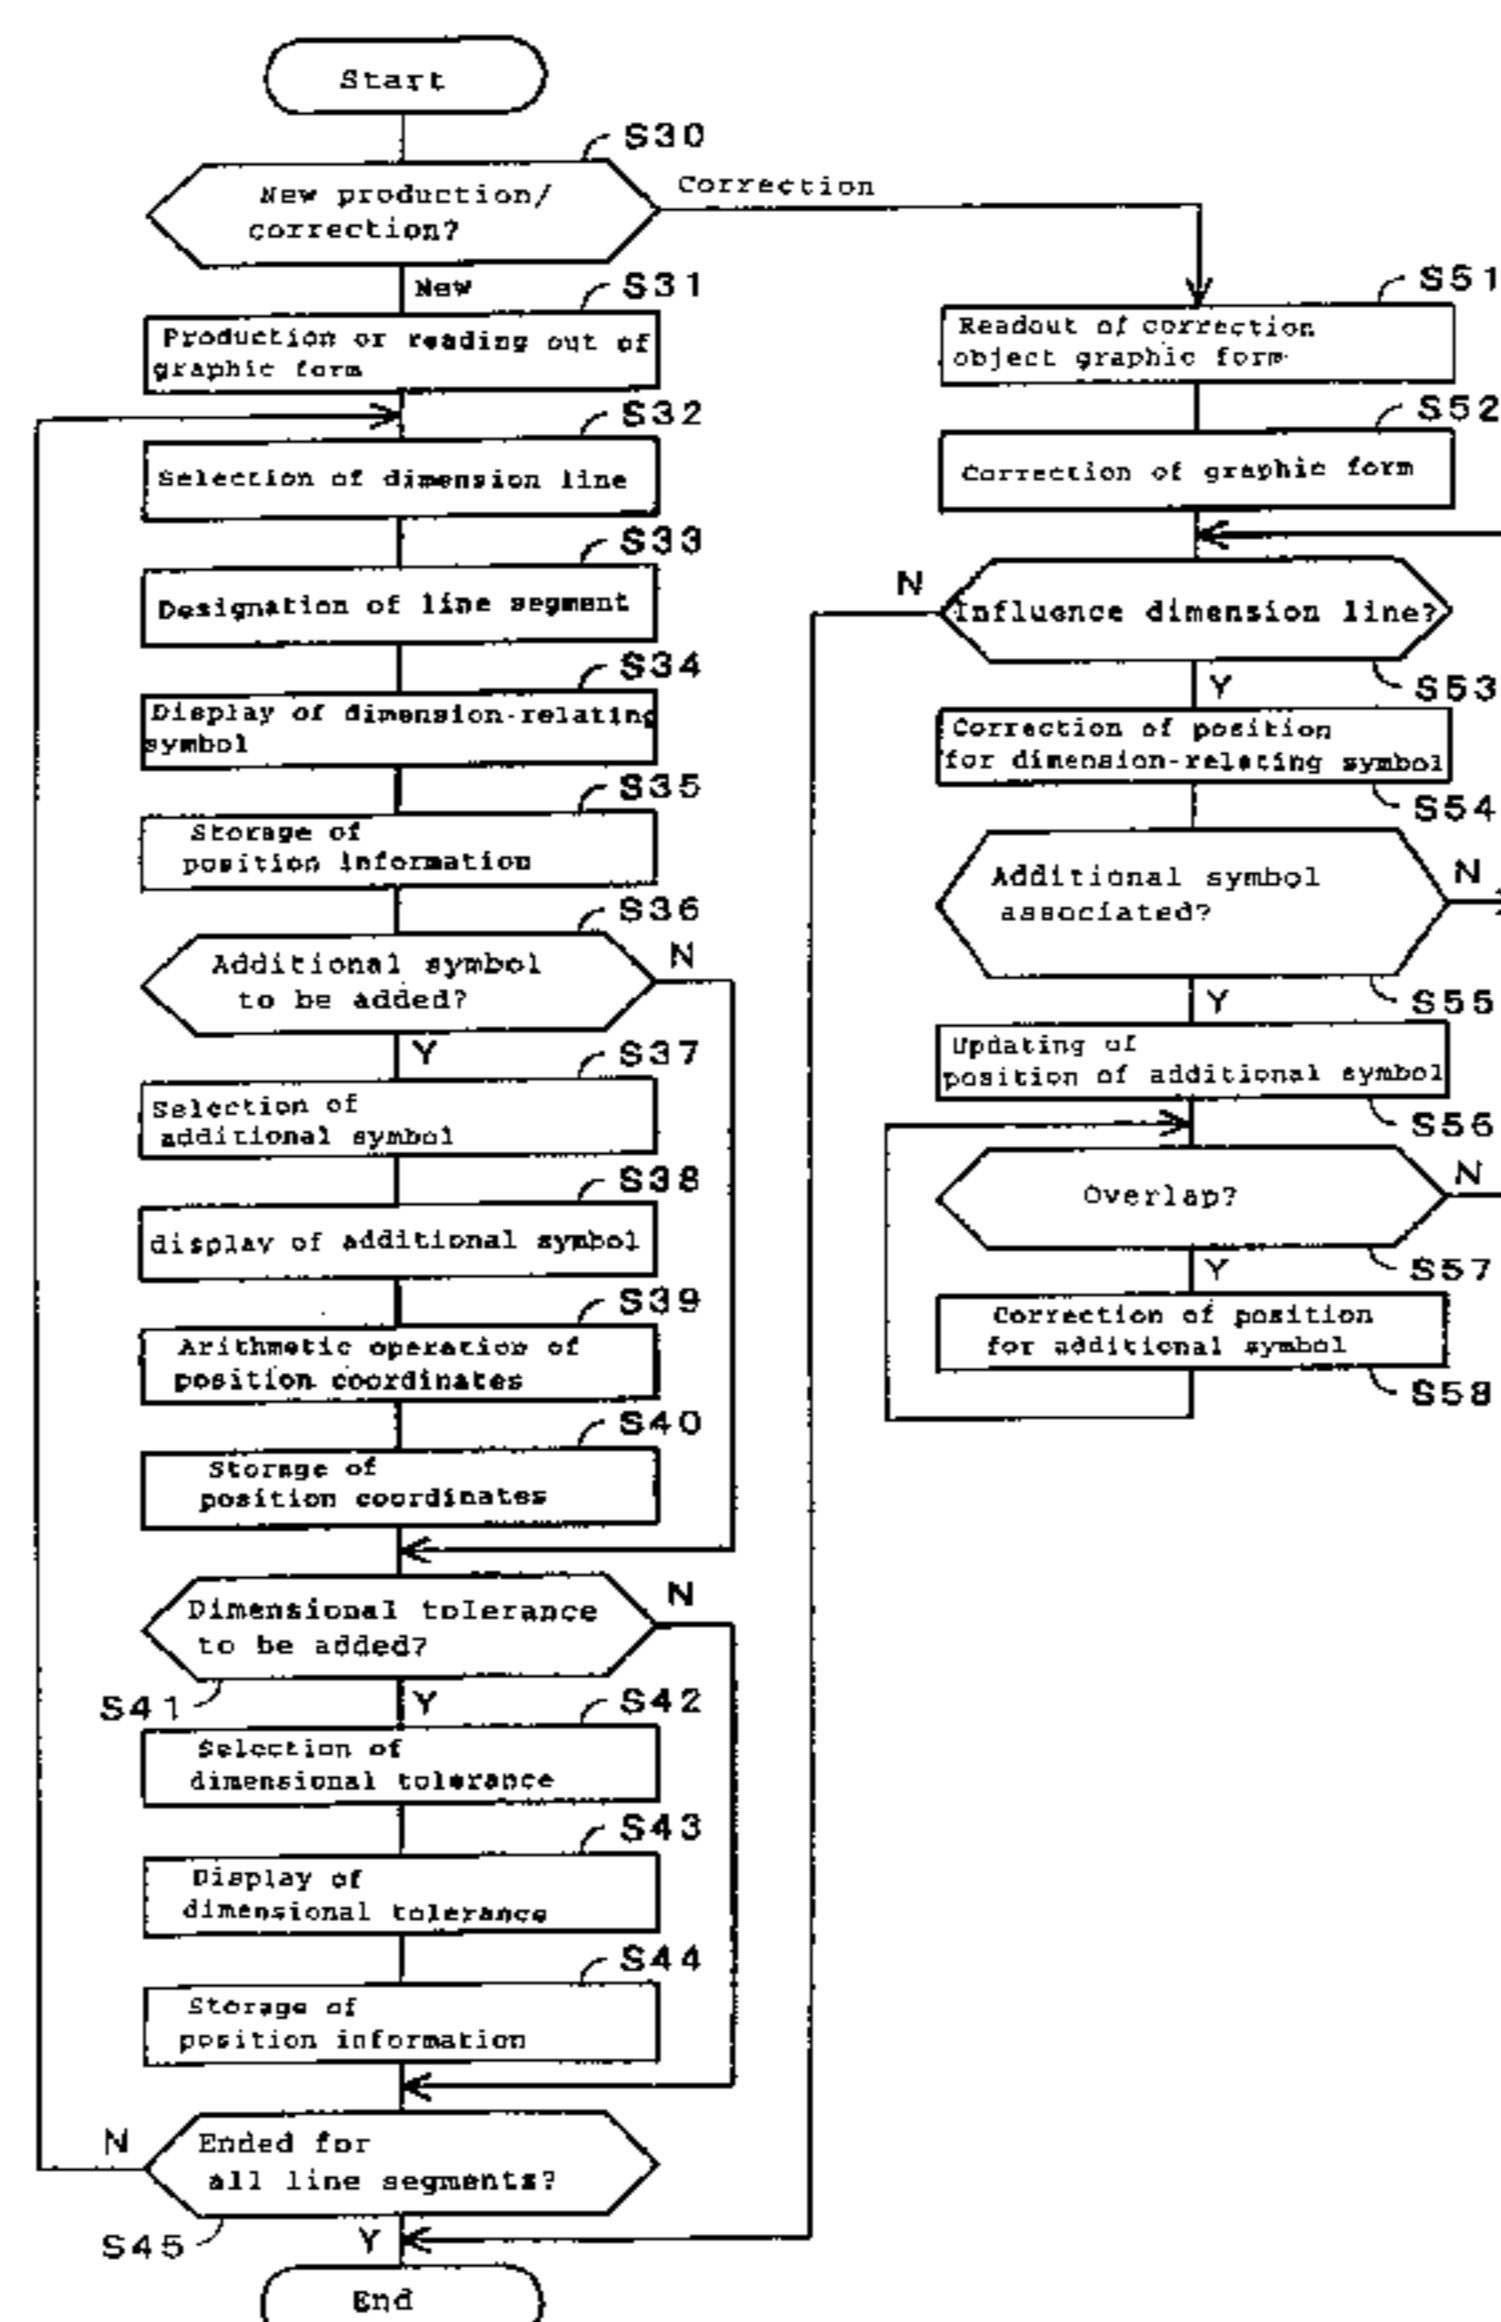 Start
S30
New production/
correction?
Correction
New
S31
Production or reading out of
graphic form
S32
Selection of dimension line
S33
Designation of line segment
S34
Display of dimension-relating
symbol
S35
Storage of
position information
S36
Additional symbol
to be added?
N
Y
S37
Selection of
additional symbol
S38
display of additional symbol
S39
Arithmetic operation of
position coordinates
S40
Storage of
position coordinates
Dimensional tolerance
to be added?
N
S41
Y
S42
Selection of
dimensional tolerance
S43
Display of
dimensional tolerance
S44
Storage of
position information
N
Ended for
all line segments?
S45
Y
End
S51
Readout of correction
object graphic form
S52
Correction of graphic form
N
Influence dimension line?
S53
Y
Correction of position
for dimension-relating symbol
S54
Additional symbol
associated?
N
S55
Y
Updating of
position of additional symbol
S56
Overlap?
N
S57
Y
Correction of position
for additional symbol
S58